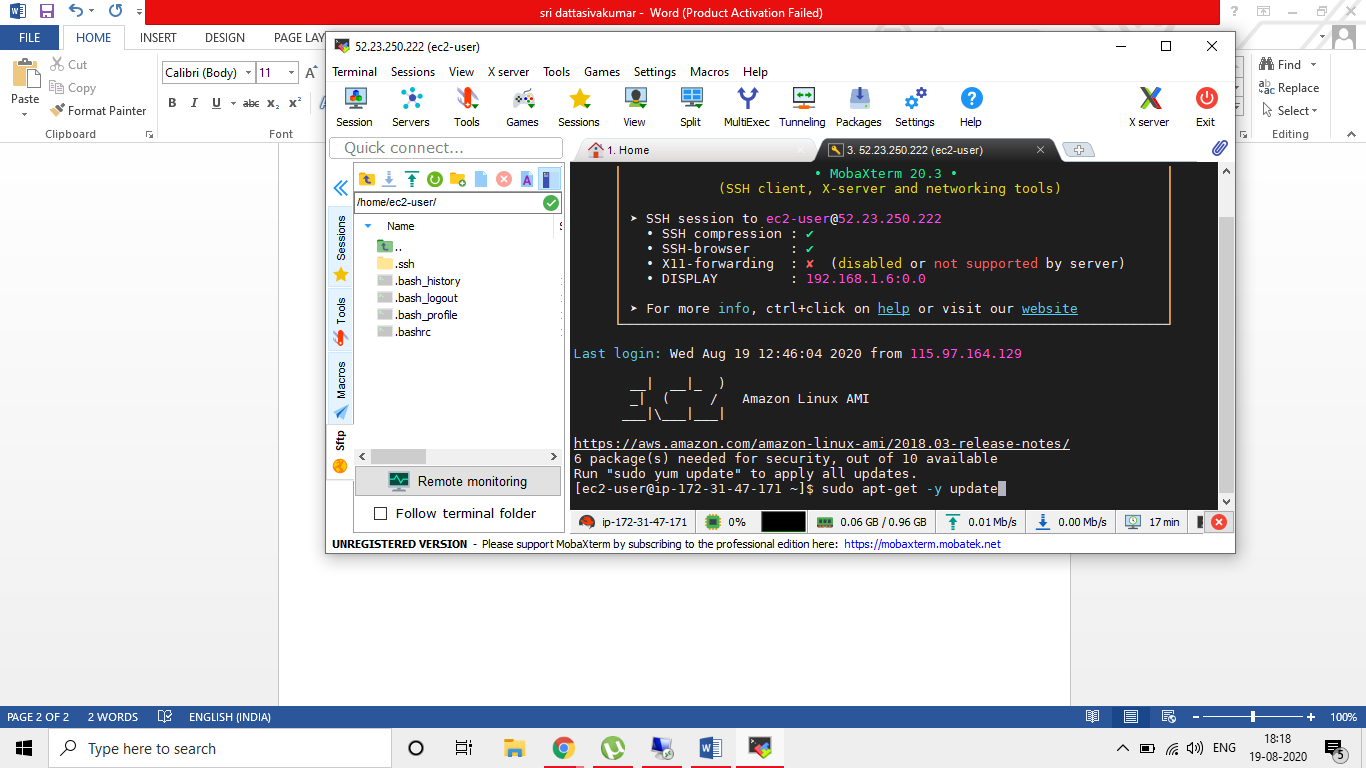 sri dattasivakumar - Word (Product Activation Failed)
FILE HOME INSERT DESIGN PAGE LAY
Cut
Copy
Format Painter
Paste
Clipboard
Calibri (Body) 11 A
B I U abc x2 x2
Font
Find
Replace
Select
Editing
52.23.250.222 (ec2-user)
Terminal Sessions View X server Tools Games Settings Macros Help
Session Servers Tools Games Sessions View Split MultiExec Tunneling Packages Settings Help X server Exit
Quick connect...
1. Home
3. 52.23.250.222 (ec2-user)
/home/ec2-user/
Name
..
.ssh
.bash_history
.bash_logout
.bash_profile
.bashrc
Sessions
Tools
Macros
Sftp
Remote monitoring
Follow terminal folder
• MobaXterm 20.3 •
(SSH client, X-server and networking tools)
➤ SSH session to ec2-user@52.23.250.222
• SSH compression : ✔
• SSH-browser : ✔
• X11-forwarding : ✘ (disabled or not supported by server)
• DISPLAY : 192.168.1.6:0.0
➤ For more info, ctrl+click on help or visit our website
Last login: Wed Aug 19 12:46:04 2020 from 115.97.164.129
__| __|_ )
_| ( / Amazon Linux AMI
___|\___|___|
https://aws.amazon.com/amazon-linux-ami/2018.03-release-notes/
6 package(s) needed for security, out of 10 available
Run "sudo yum update" to apply all updates.
[ec2-user@ip-172-31-47-171 ~]$ sudo apt-get -y update
ip-172-31-47-171 0% 0.06 GB / 0.96 GB 0.01 Mb/s 0.00 Mb/s 17 min
UNREGISTERED VERSION - Please support MobaXterm by subscribing to the professional edition here: https://mobaxterm.mobatek.net
PAGE 2 OF 2 2 WORDS ENGLISH (INDIA) 100%
Type here to search
ENG
18:18
19-08-2020
5